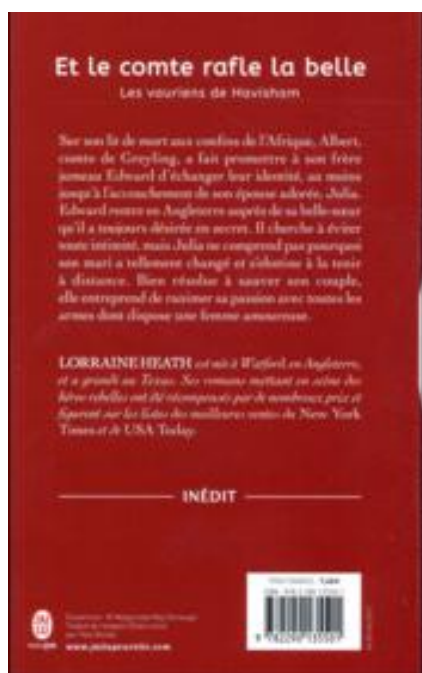 Et le comte rafle la belle
Les vauriens de Havisham
Sur son lit de mort aux confins de l'Afrique, Albert,
comte de Greyling, a fait promettre à son frère
jumeau Edward d'échanger leur identité, au moins
jusqu'à l'accouchement de son épouse adorée, Julia.
Edward rentre en Angleterre auprès de sa belle-sœur
qu'il a toujours désirée en secret. Il cherche à éviter
toute intimité, mais Julia ne comprend pas pourquoi
son mari a tellement changé et s'obstine à la tenir
à distance. Bien résolue à sauver son couple,
elle entreprend de ranimer sa passion avec toutes les
armes dont dispose une femme amoureuse.
LORRAINE HEATH est née à Watford, en Angleterre,
et a grandi au Texas. Ses romans mettant en scène des
héros rebelles ont été récompensés par de nombreux prix et
figurent sur les listes des meilleures ventes du New York
Times et de USA Today.
INÉDIT
www.jailupourelle.com
9 782290 135501